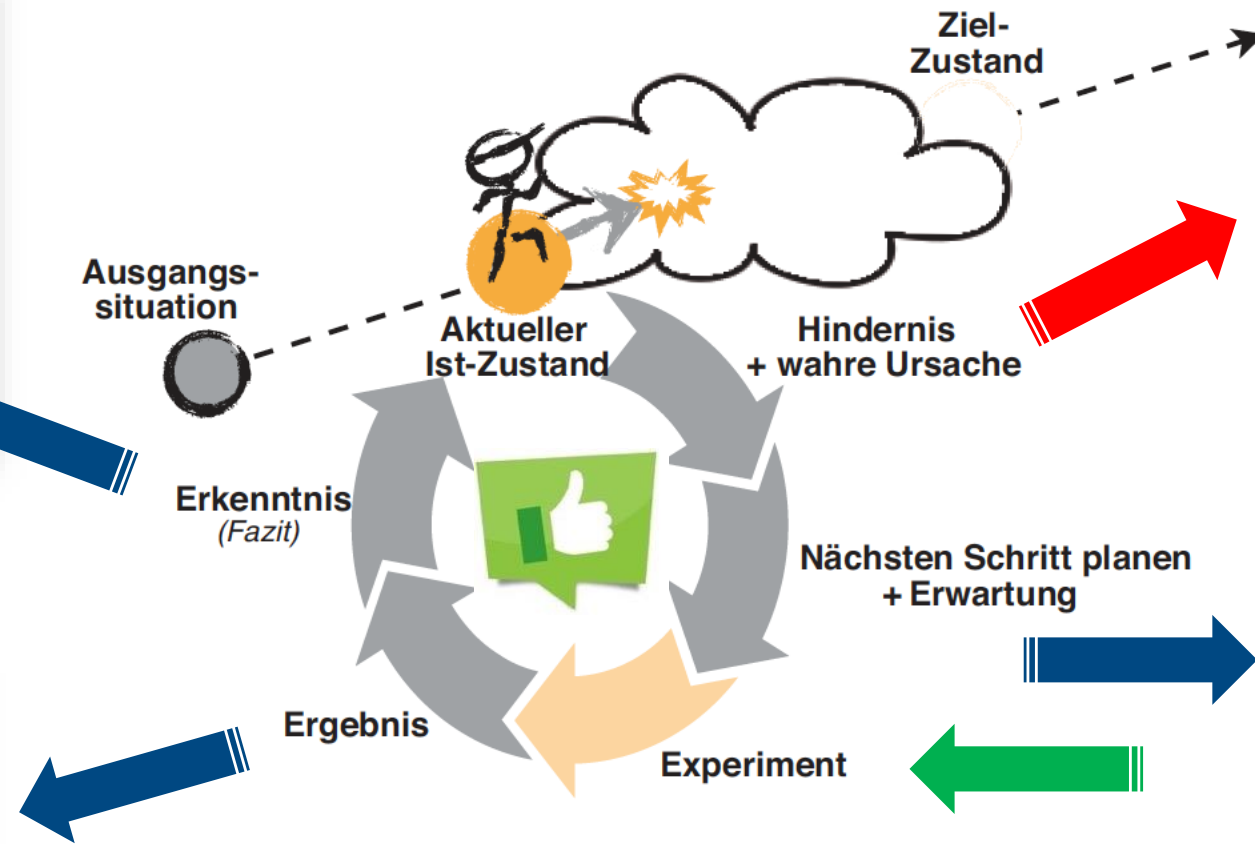 Ziel-
Zustand
Ausgangs-
situation
Aktueller
Ist-Zustand
Hindernis
+ wahre Ursache
Erkenntnis
(Fazit)
Nächsten Schritt planen
+ Erwartung
Ergebnis
Experiment